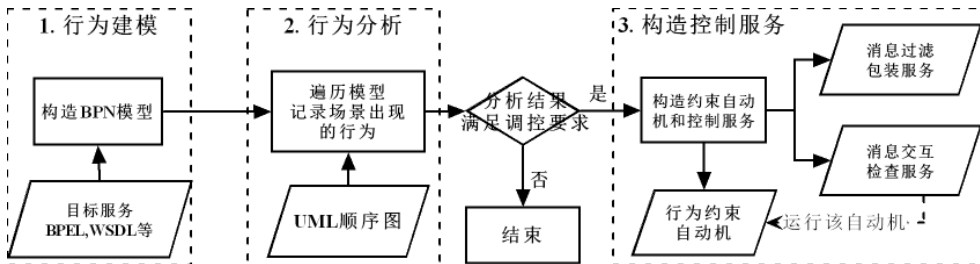 1. 行为建模
构造BPN模型
目标服务
BPEL,WSDL等
2. 行为分析
遍历模型
记录场景出现
的行为
UML顺序图
分析结果
满足调控要求
是
否
结束
3. 构造控制服务
构造约束自动
机和控制服务
行为约束
自动机
消息过滤
包装服务
消息交互
检查服务
运行该自动机